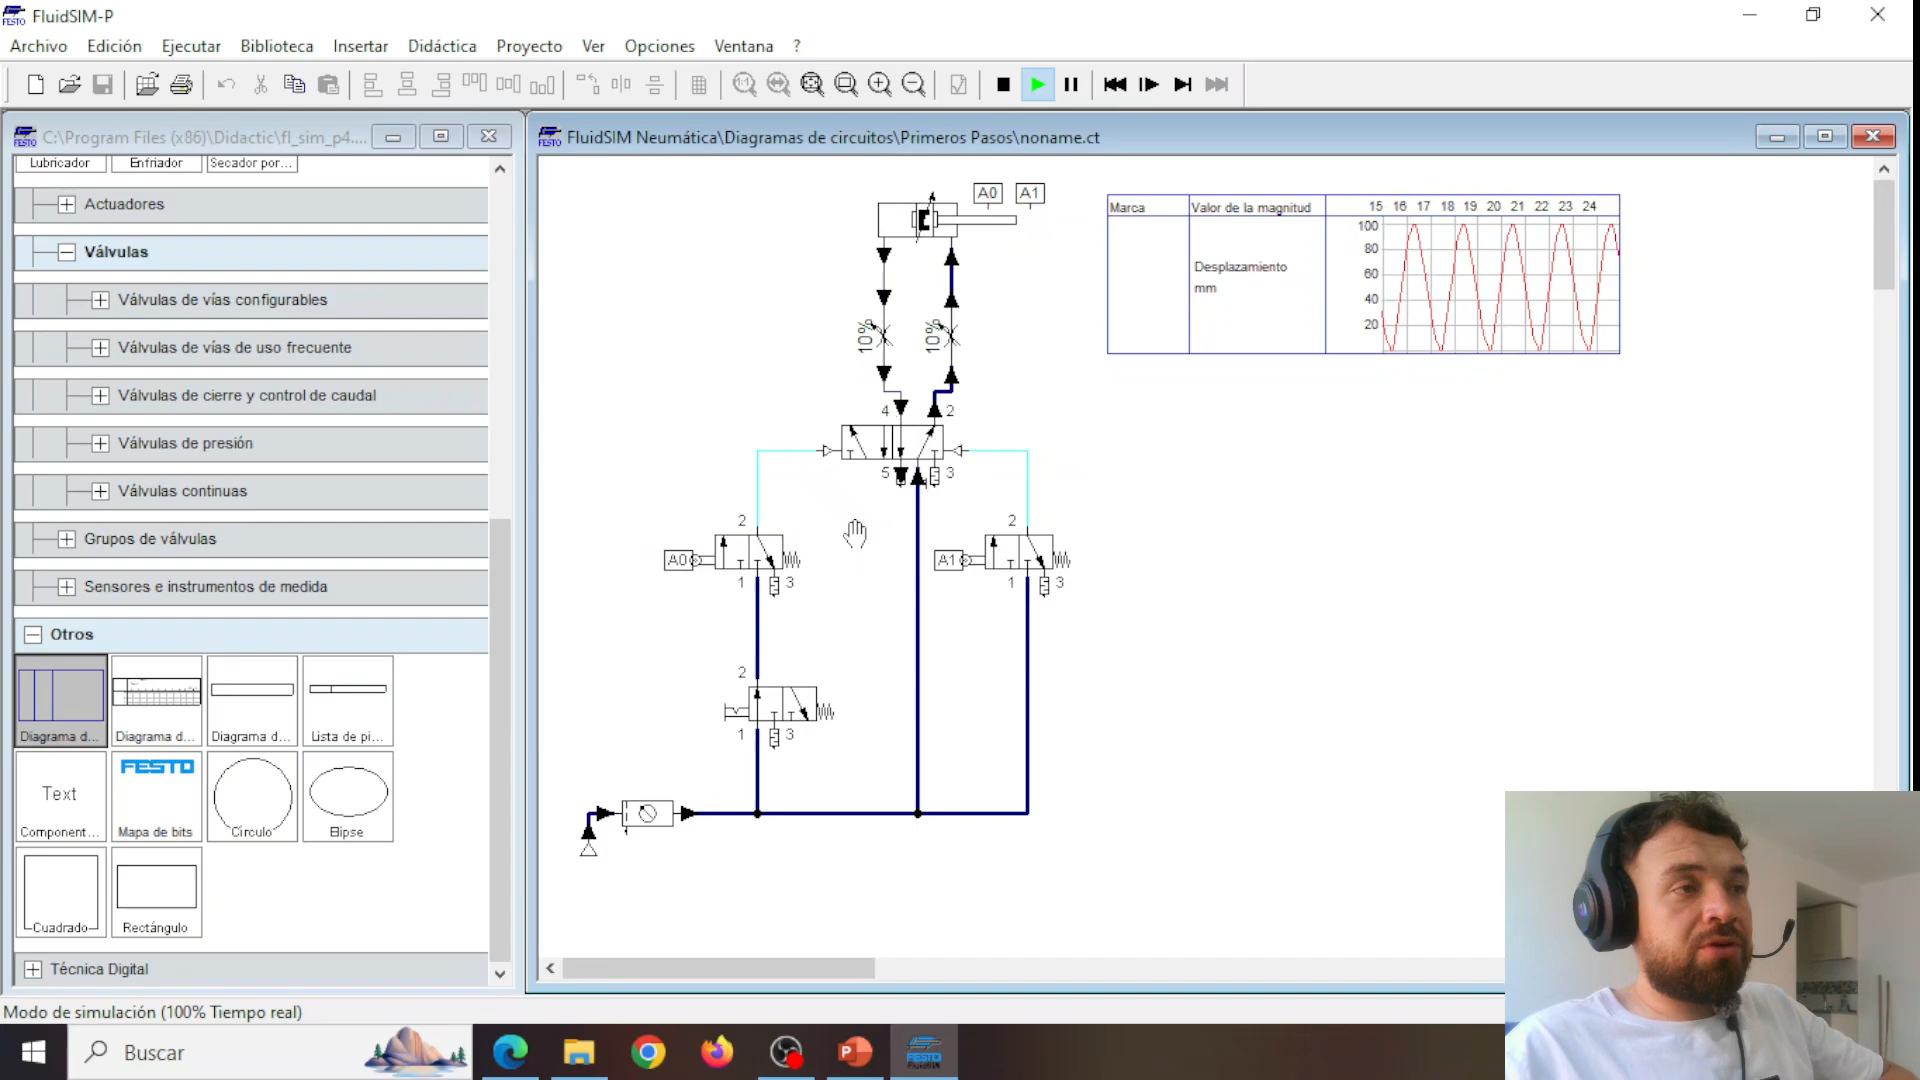 FluidSIM-P
FESTO
Archivo Edición Ejecutar Biblioteca Insertar Didáctica Proyecto Ver Opciones Ventana ?
C:\Program Files (x86)\Didactic\fl_sim_p4....
Lubricador Enfriador Secador por...
Actuadores
Válvulas
Válvulas de vías configurables
Válvulas de vías de uso frecuente
Válvulas de cierre y control de caudal
Válvulas de presión
Válvulas continuas
Grupos de válvulas
Sensores e instrumentos de medida
Otros
Diagrama d... Diagrama d... Diagrama d... Lista de pi...
Text
FESTO
Component... Mapa de bits Círculo Elipse
Cuadrado Rectángulo
Técnica Digital
FluidSIM Neumática\Diagramas de circuitos\Primeros Pasos\noname.ct
A0 A1
10% 10%
4 2
5 3
2 2
A0 A1
1 3 1 3
2
1 3
Marca Valor de la magnitud 15 16 17 18 19 20 21 22 23 24
Desplazamiento
mm
100
80
60
40
20
Modo de simulación (100% Tiempo real)
Buscar
FESTO